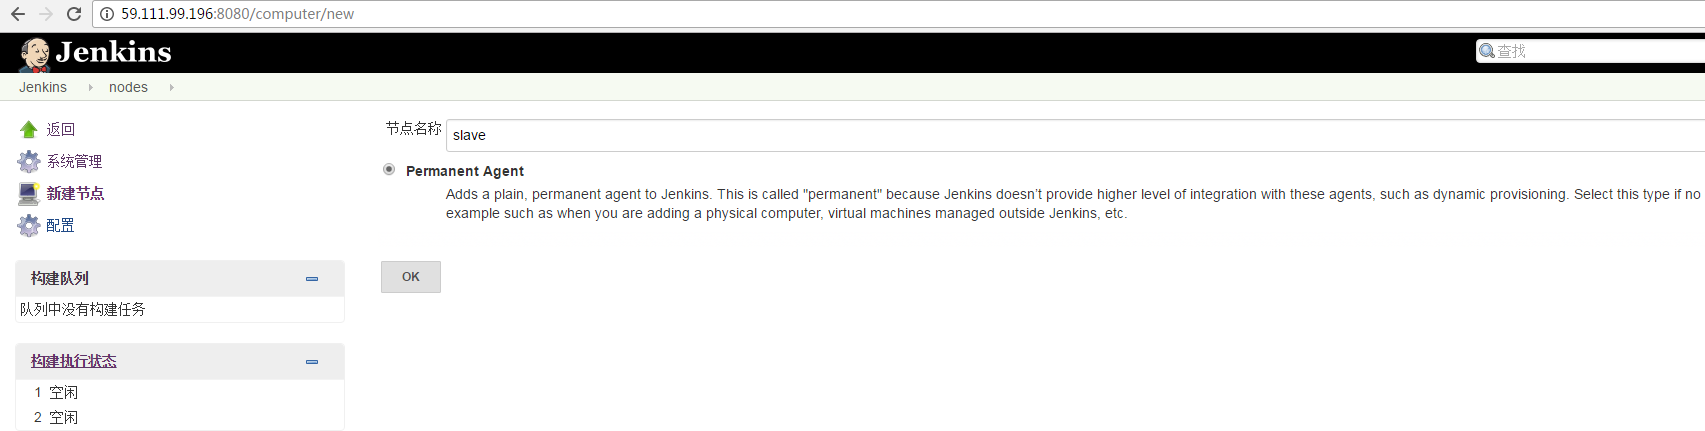 59.111.99.196:8080/computer/new
Jenkins
查找
Jenkins
nodes
返回
系统管理
新建节点
配置
构建队列
队列中没有构建任务
构建执行状态
1 空闲
2 空闲
节点名称 slave
Permanent Agent
Adds a plain, permanent agent to Jenkins. This is called "permanent" because Jenkins doesn't provide higher level of integration with these agents, such as dynamic provisioning. Select this type if no
example such as when you are adding a physical computer, virtual machines managed outside Jenkins, etc.
OK